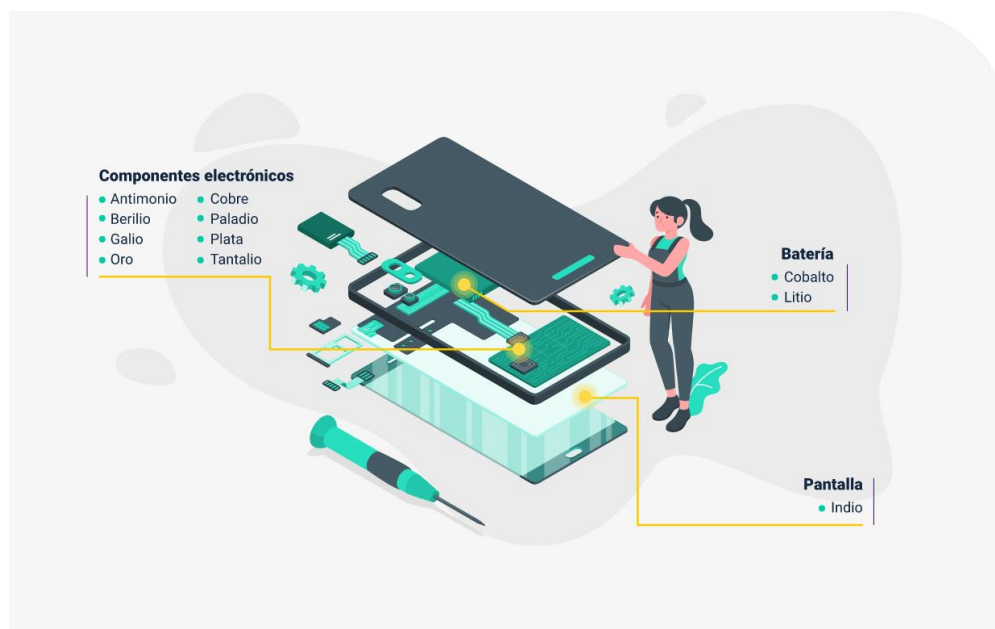 Componentes electrónicos
Antimonio
Berilio
Galio
Oro
Cobre
Paladio
Plata
Tantalio
Batería
Cobalto
Litio
Pantalla
Indio